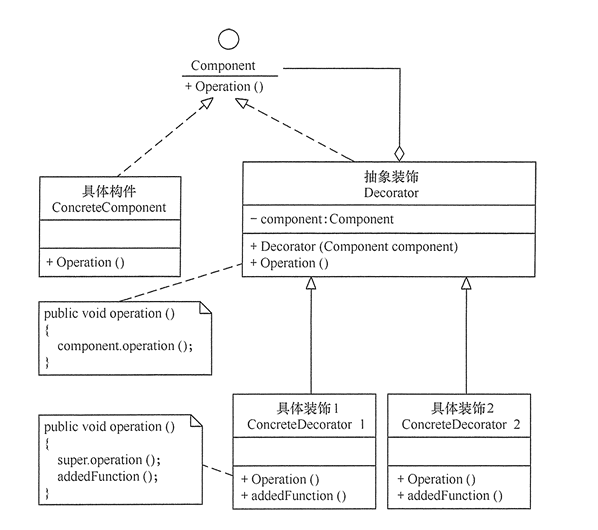 Component
+ Operation ()
具体构件
ConcreteComponent
+ Operation ()
抽象装饰
Decorator
- component:Component
+ Decorator (Component component)
+ Operation ()
public void operation ()
{
component.operation ();
}
具体装饰1
ConcreteDecorator 1
+ Operation ()
+ addedFunction ()
具体装饰2
ConcreteDecorator 2
+ Operation ()
+ addedFunction ()
public void operation ()
{
super.operation ();
addedFunction ();
}